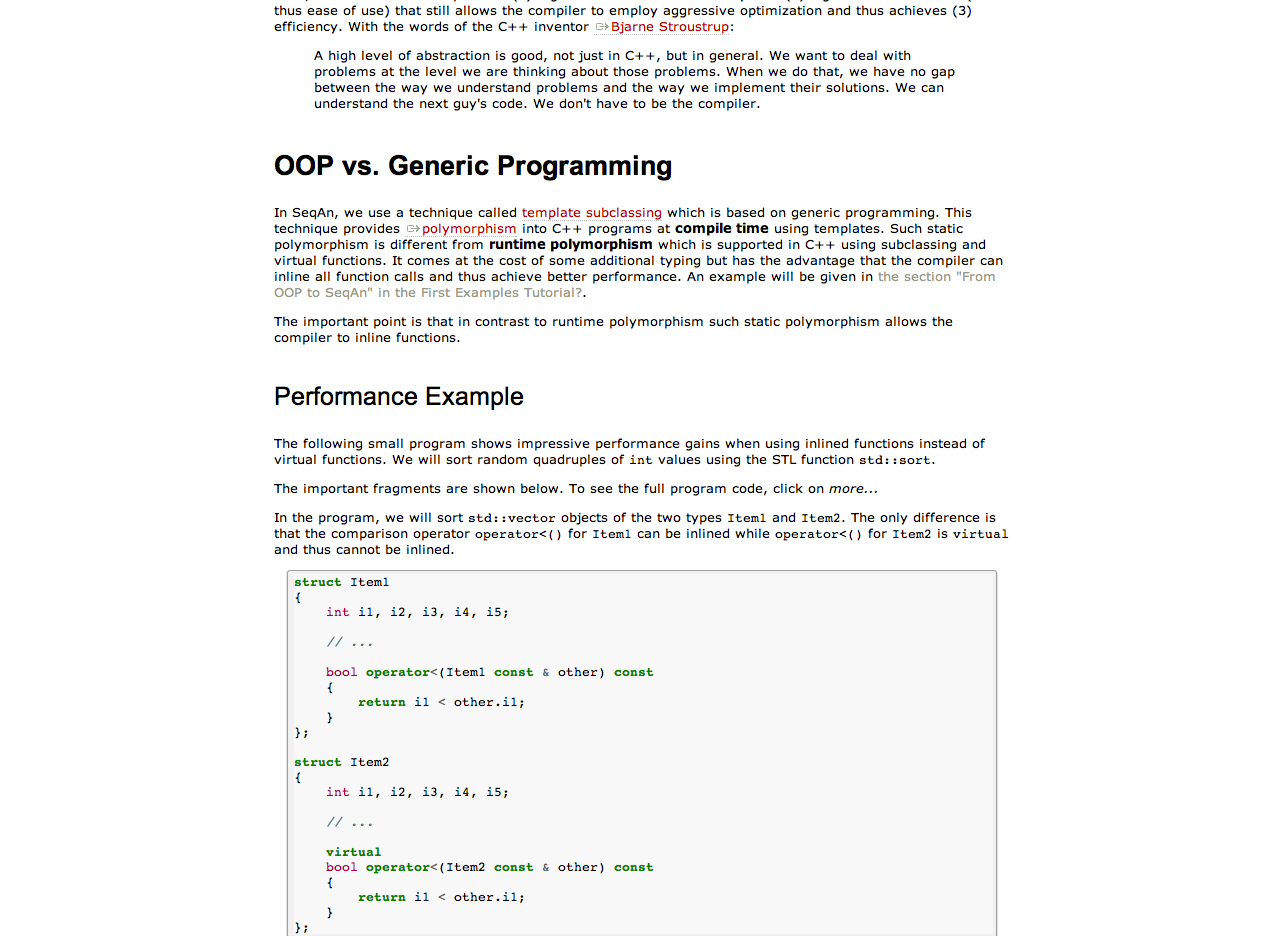 thus ease of use) that still allows the compiler to employ aggressive optimization and thus achieves (3)
efficiency. With the words of the C++ inventor Bjarne Stroustrup:
A high level of abstraction is good, not just in C++, but in general. We want to deal with
problems at the level we are thinking about those problems. When we do that, we have no gap
between the way we understand problems and the way we implement their solutions. We can
understand the next guy's code. We don't have to be the compiler.
OOP vs. Generic Programming
In SeqAn, we use a technique called template subclassing which is based on generic programming. This
technique provides polymorphism into C++ programs at compile time using templates. Such static
polymorphism is different from runtime polymorphism which is supported in C++ using subclassing and
virtual functions. It comes at the cost of some additional typing but has the advantage that the compiler can
inline all function calls and thus achieve better performance. An example will be given in the section "From
OOP to SeqAn" in the First Examples Tutorial?.
The important point is that in contrast to runtime polymorphism such static polymorphism allows the
compiler to inline functions.
Performance Example
The following small program shows impressive performance gains when using inlined functions instead of
virtual functions. We will sort random quadruples of int values using the STL function std::sort.
The important fragments are shown below. To see the full program code, click on more...
In the program, we will sort std::vector objects of the two types Item1 and Item2. The only difference is
that the comparison operator operator<() for Item1 can be inlined while operator<() for Item2 is virtual
and thus cannot be inlined.
struct Item1
{
    int i1, i2, i3, i4, i5;
    // ...
    bool operator<(Item1 const & other) const
    {
        return i1 < other.i1;
    }
};
struct Item2
{
    int i1, i2, i3, i4, i5;
    // ...
    virtual
    bool operator<(Item2 const & other) const
    {
        return i1 < other.i1;
    }
};